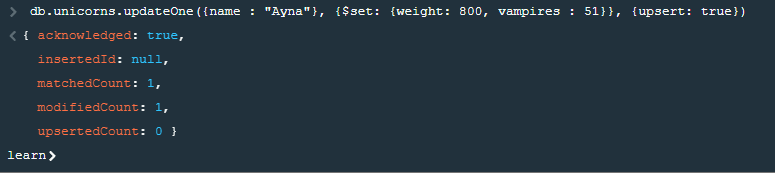 > db.unicorns.updateOne({name : "Ayna"}, {$set: {weight: 800, vampires : 51}}, {upsert: true})
< { acknowledged: true,
insertedId: null,
matchedCount: 1,
modifiedCount: 1,
upsertedCount: 0 }
learn>